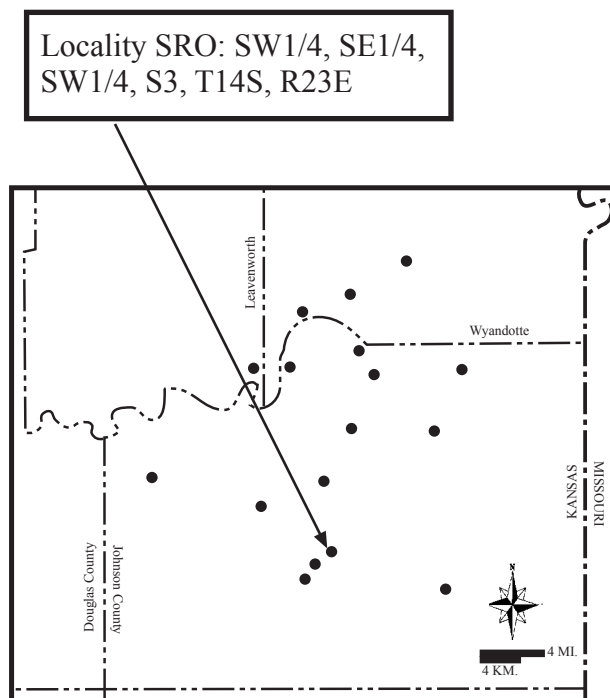 Locality SRO: SW1/4, SE1/4,
SW1/4, S3, T14S, R23E
Leavenworth
Wyandotte
KANSAS
MISSOURI
Douglas County
Johnson County
N
4 MI.
4 KM.